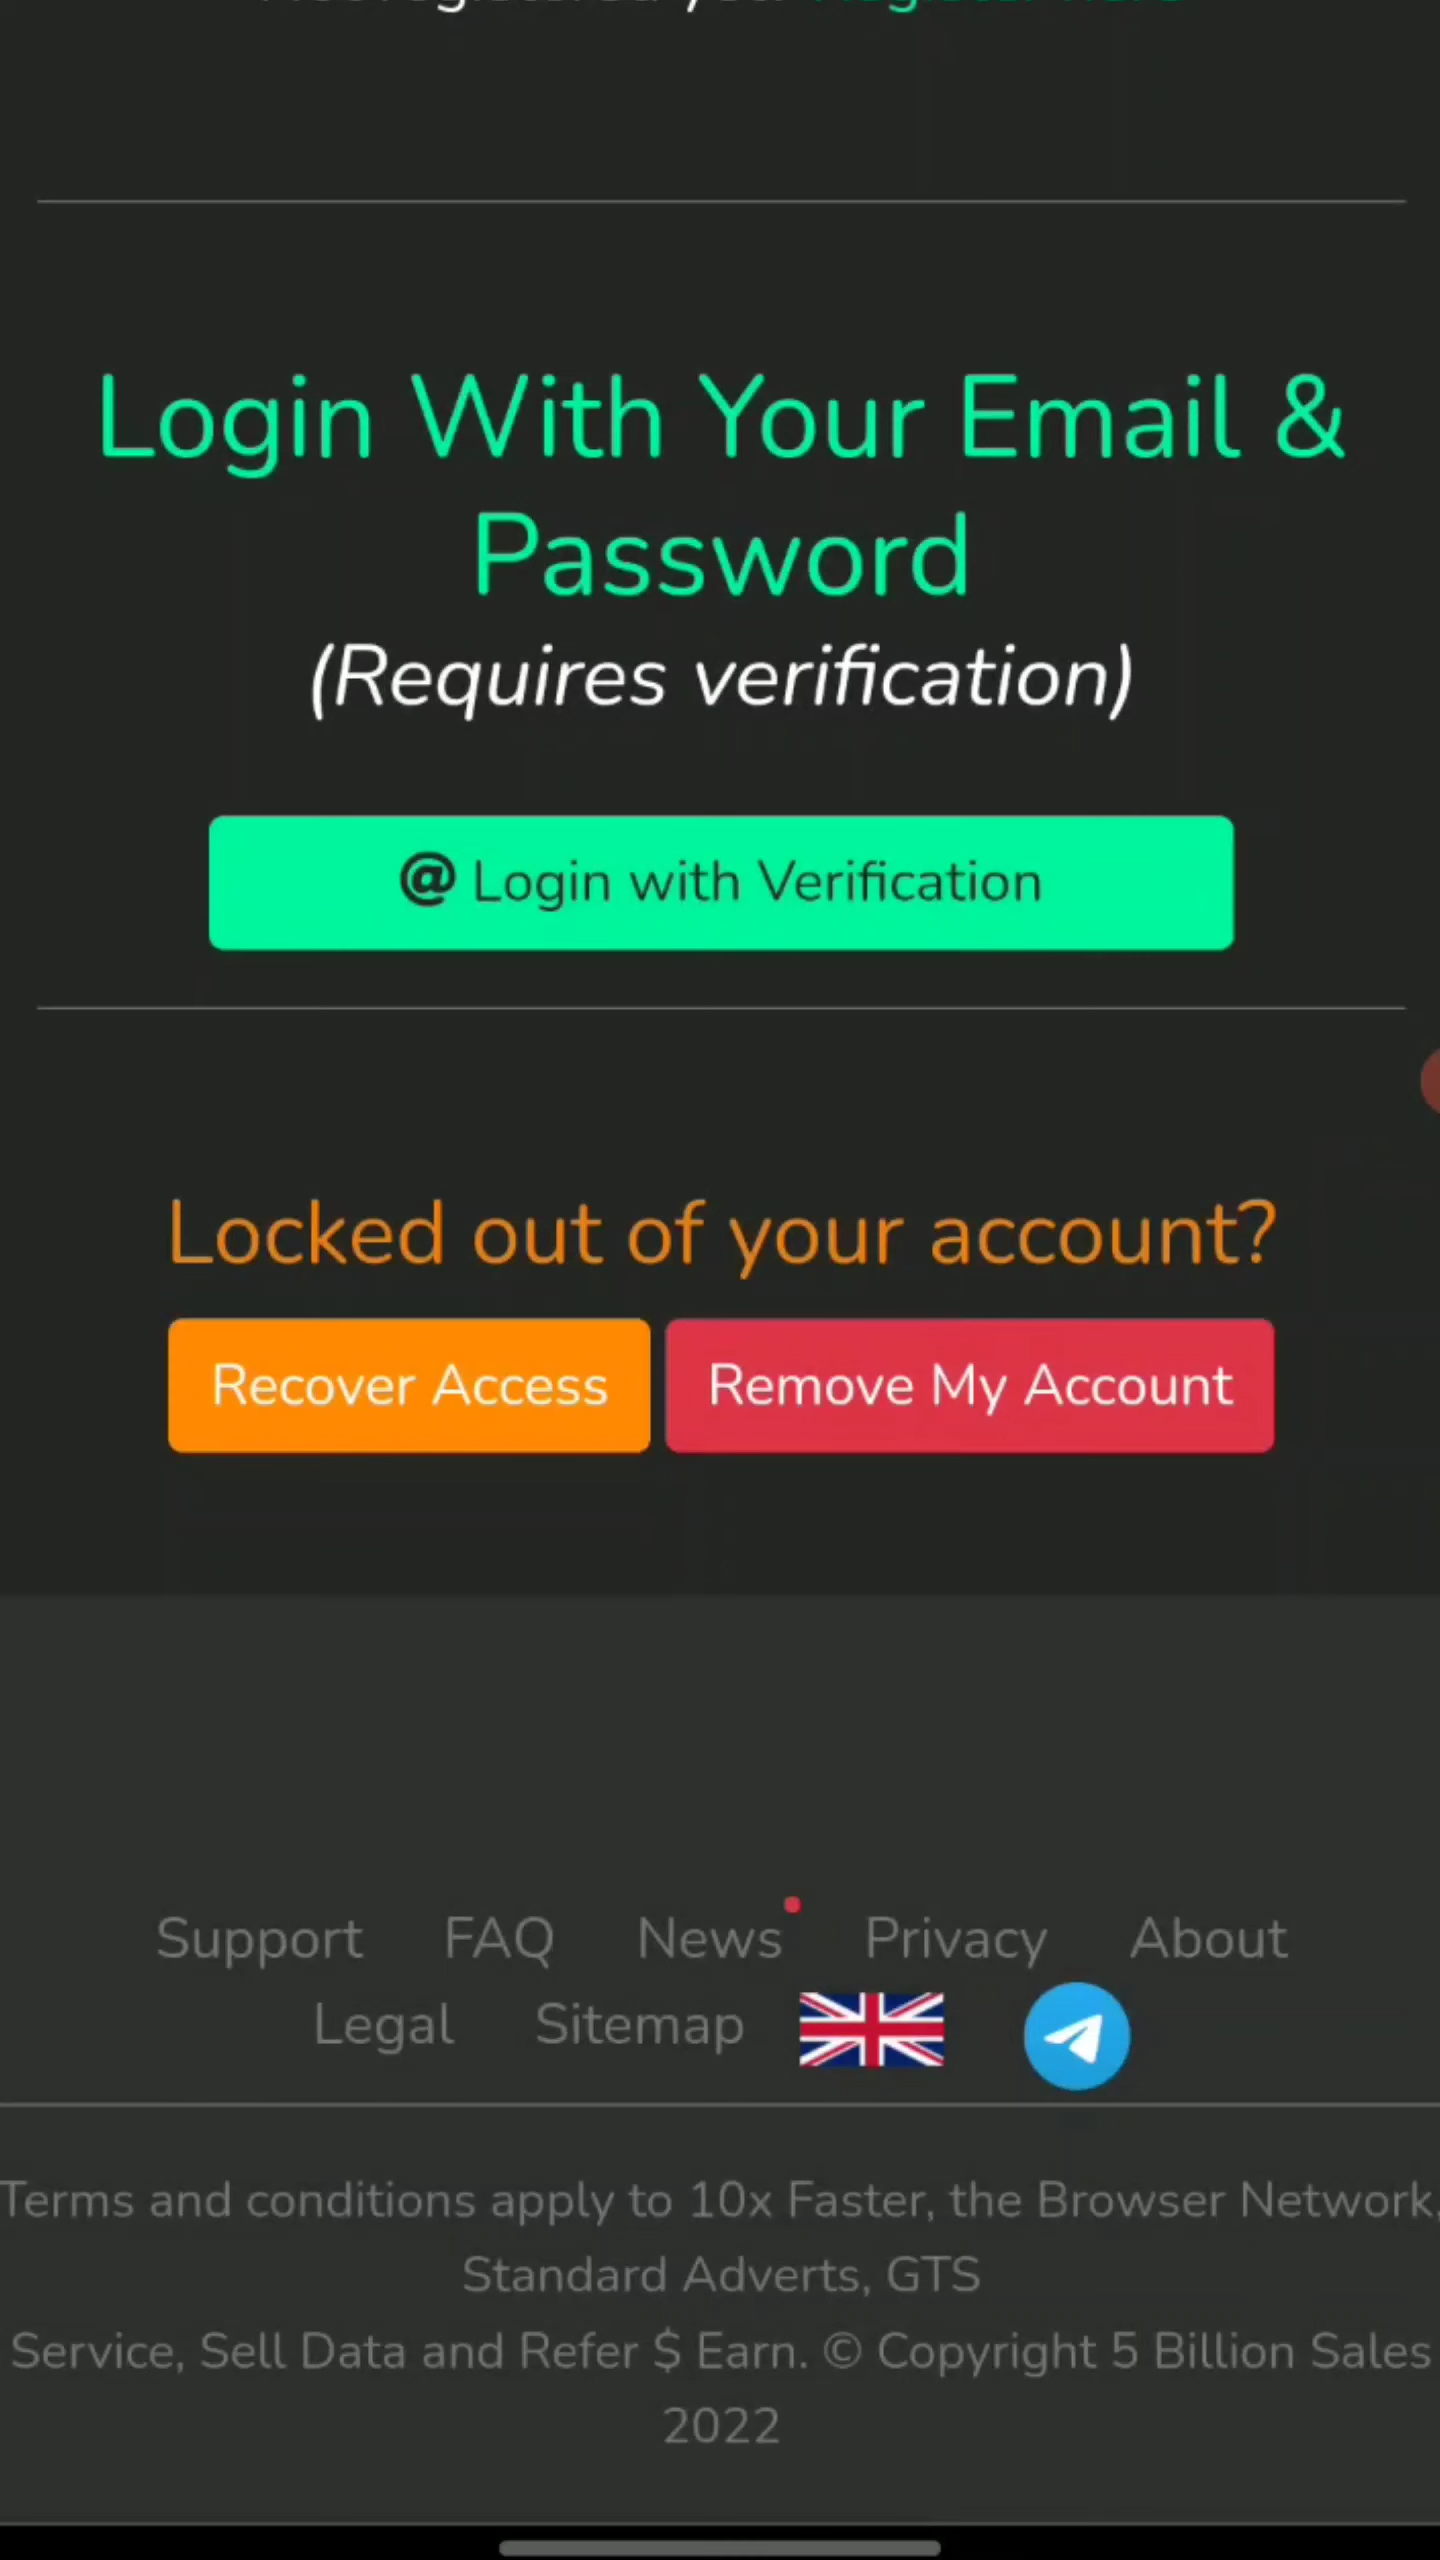 Login With Your Email &
Password
(Requires verification)
@ Login with Verification
Locked out of your account?
Recover Access Remove My Account
Support FAQ News Privacy About
Legal Sitemap
Terms and conditions apply to 10x Faster, the Browser Network,
Standard Adverts, GTS
Service, Sell Data and Refer $ Earn. © Copyright 5 Billion Sales
2022